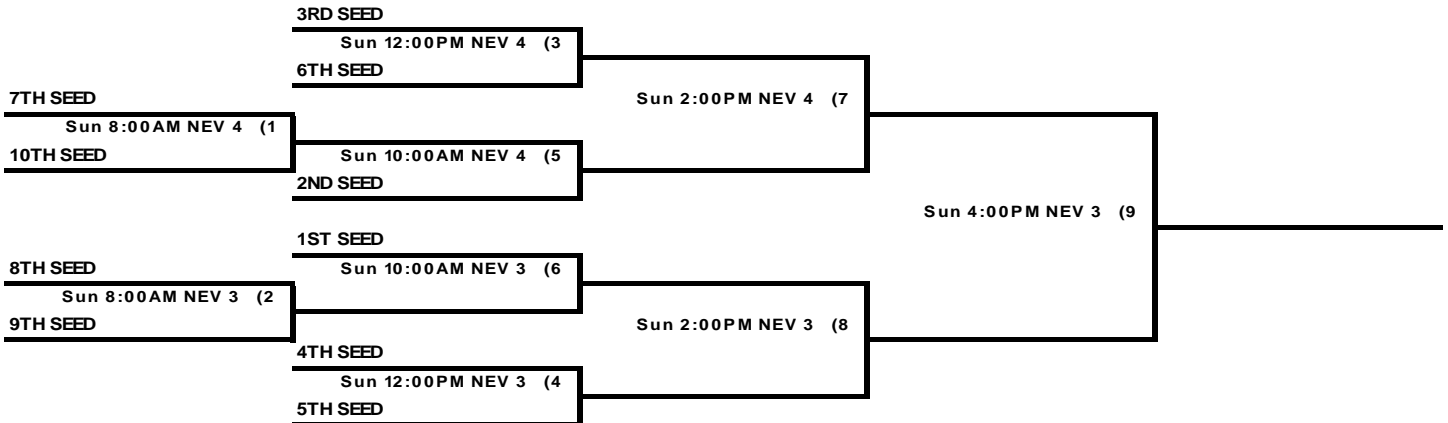 3RD SEED
Sun 12:00PM NEV 4 (3
6TH SEED
7TH SEED
Sun 2:00PM NEV 4 (7
Sun 8:00AM NEV 4 (1
10TH SEED
Sun 10:00AM NEV 4 (5
2ND SEED
Sun 4:00PM NEV 3 (9
1ST SEED
8TH SEED
Sun 10:00AM NEV 3 (6
Sun 8:00AM NEV 3 (2
9TH SEED
Sun 2:00PM NEV 3 (8
4TH SEED
Sun 12:00PM NEV 3 (4
5TH SEED